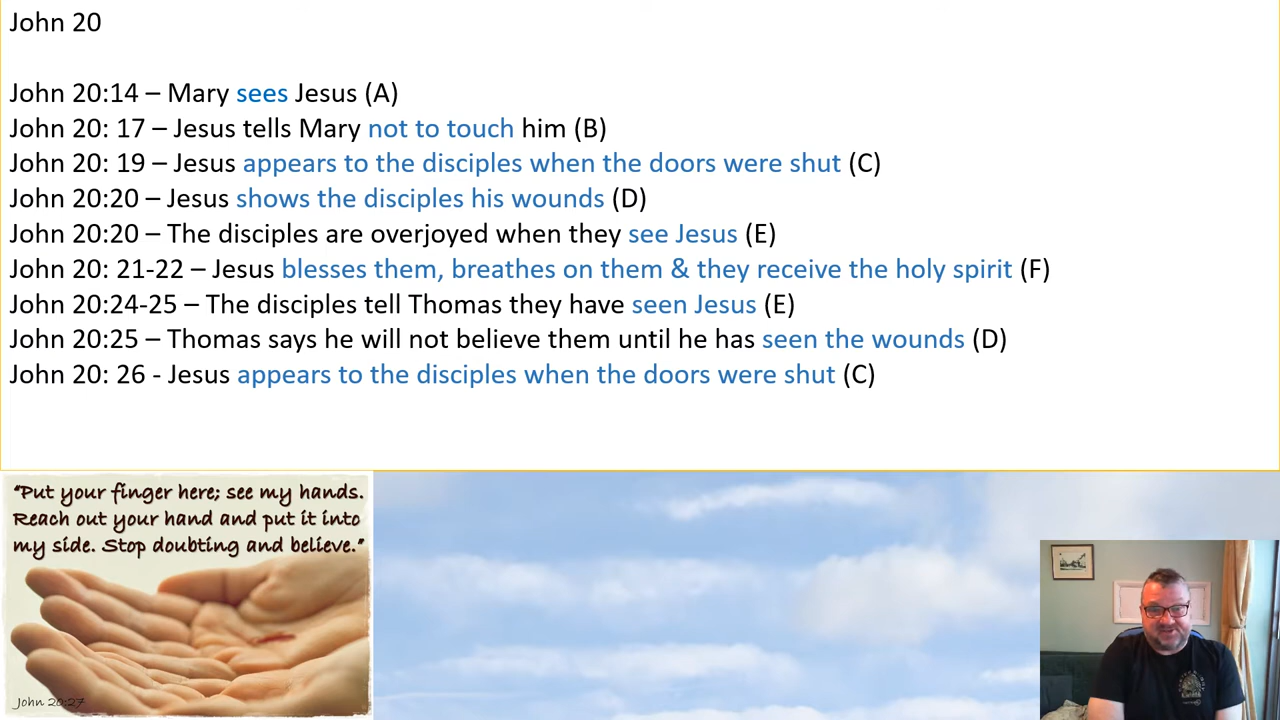 John 20
John 20:14 – Mary sees Jesus (A)
John 20: 17 – Jesus tells Mary not to touch him (B)
John 20: 19 – Jesus appears to the disciples when the doors were shut (C)
John 20:20 – Jesus shows the disciples his wounds (D)
John 20:20 – The disciples are overjoyed when they see Jesus (E)
John 20: 21-22 – Jesus blesses them, breathes on them & they receive the holy spirit (F)
John 20:24-25 – The disciples tell Thomas they have seen Jesus (E)
John 20:25 – Thomas says he will not believe them until he has seen the wounds (D)
John 20: 26 - Jesus appears to the disciples when the doors were shut (C)
“Put your finger here; see my hands.
Reach out your hand and put it into
my side. Stop doubting and believe.”
John 20:27